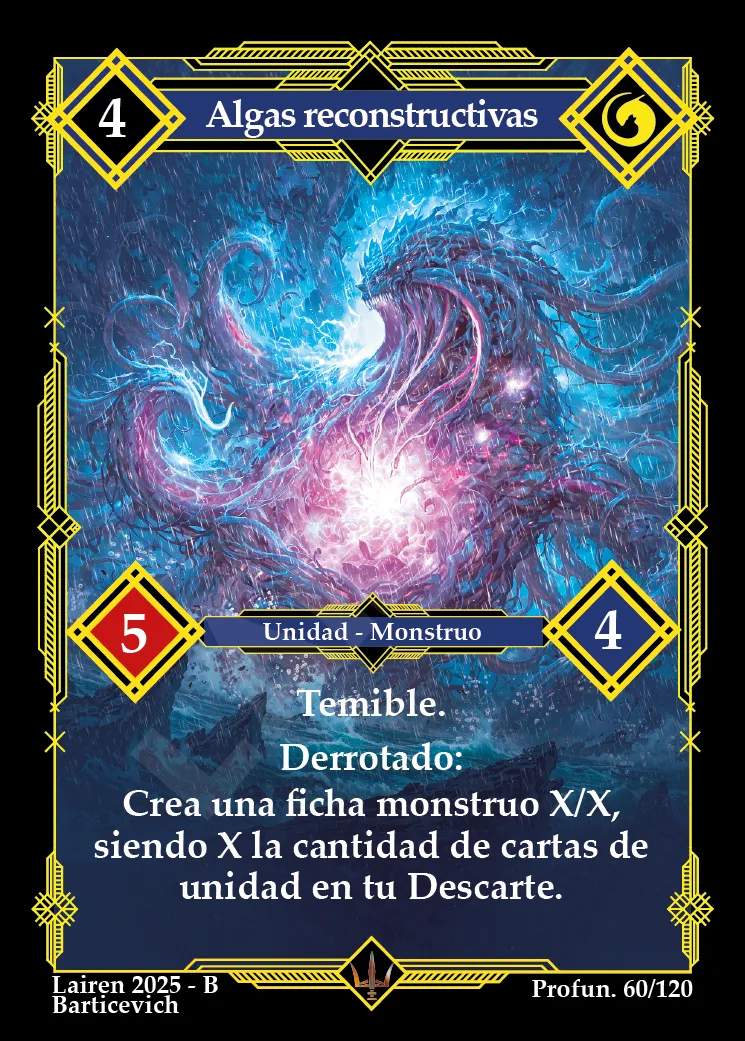 4
Algas reconstructivas
5
Unidad - Monstruo
4
Temible.
Derrotado:
Crea una ficha monstruo X/X,
siendo X la cantidad de cartas de
unidad en tu Descarte.
Lairen 2025 - B
Barticevich
Profun. 60/120